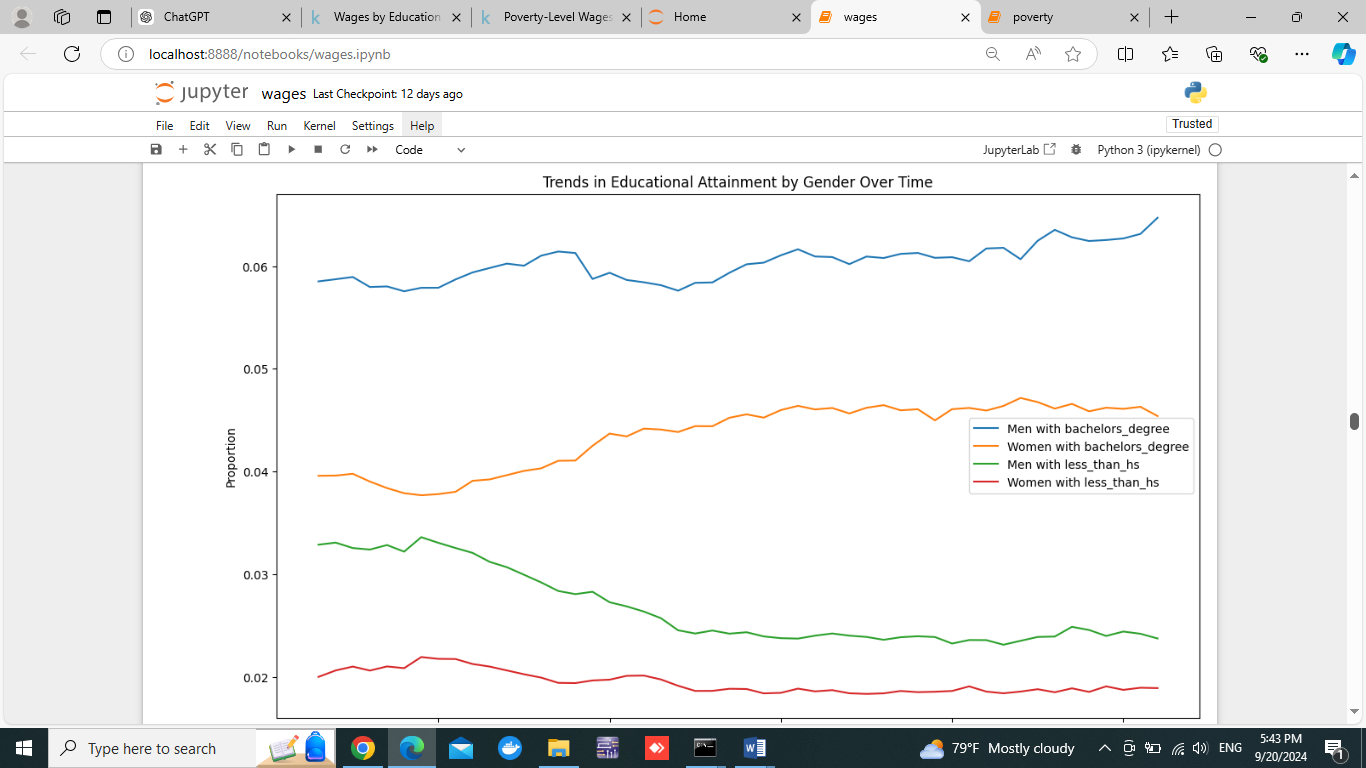 ChatGPT
Wages by Education
Poverty-Level Wages
Home
wages
poverty
localhost:8888/notebooks/wages.ipynb
jupyter wages Last Checkpoint: 12 days ago
File Edit View Run Kernel Settings Help
Trusted
Code
JupyterLab
Python 3 (ipykernel)
Trends in Educational Attainment by Gender Over Time
0.06
0.05
0.04
0.03
0.02
Proportion
Men with bachelors_degree
Women with bachelors_degree
Men with less_than_hs
Women with less_than_hs
Type here to search
79°F Mostly cloudy
ENG
5:43 PM
9/20/2024
1